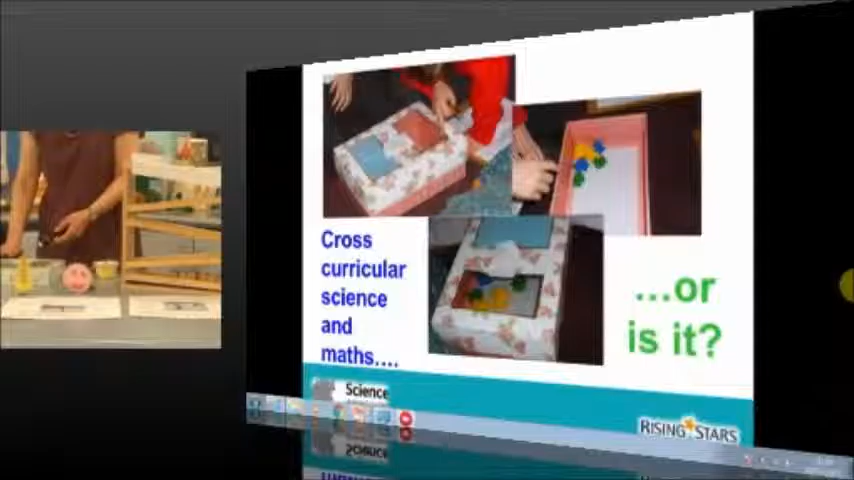 Cross
curricular
science
and
maths....
...or
is it?
Science
RISING STARS